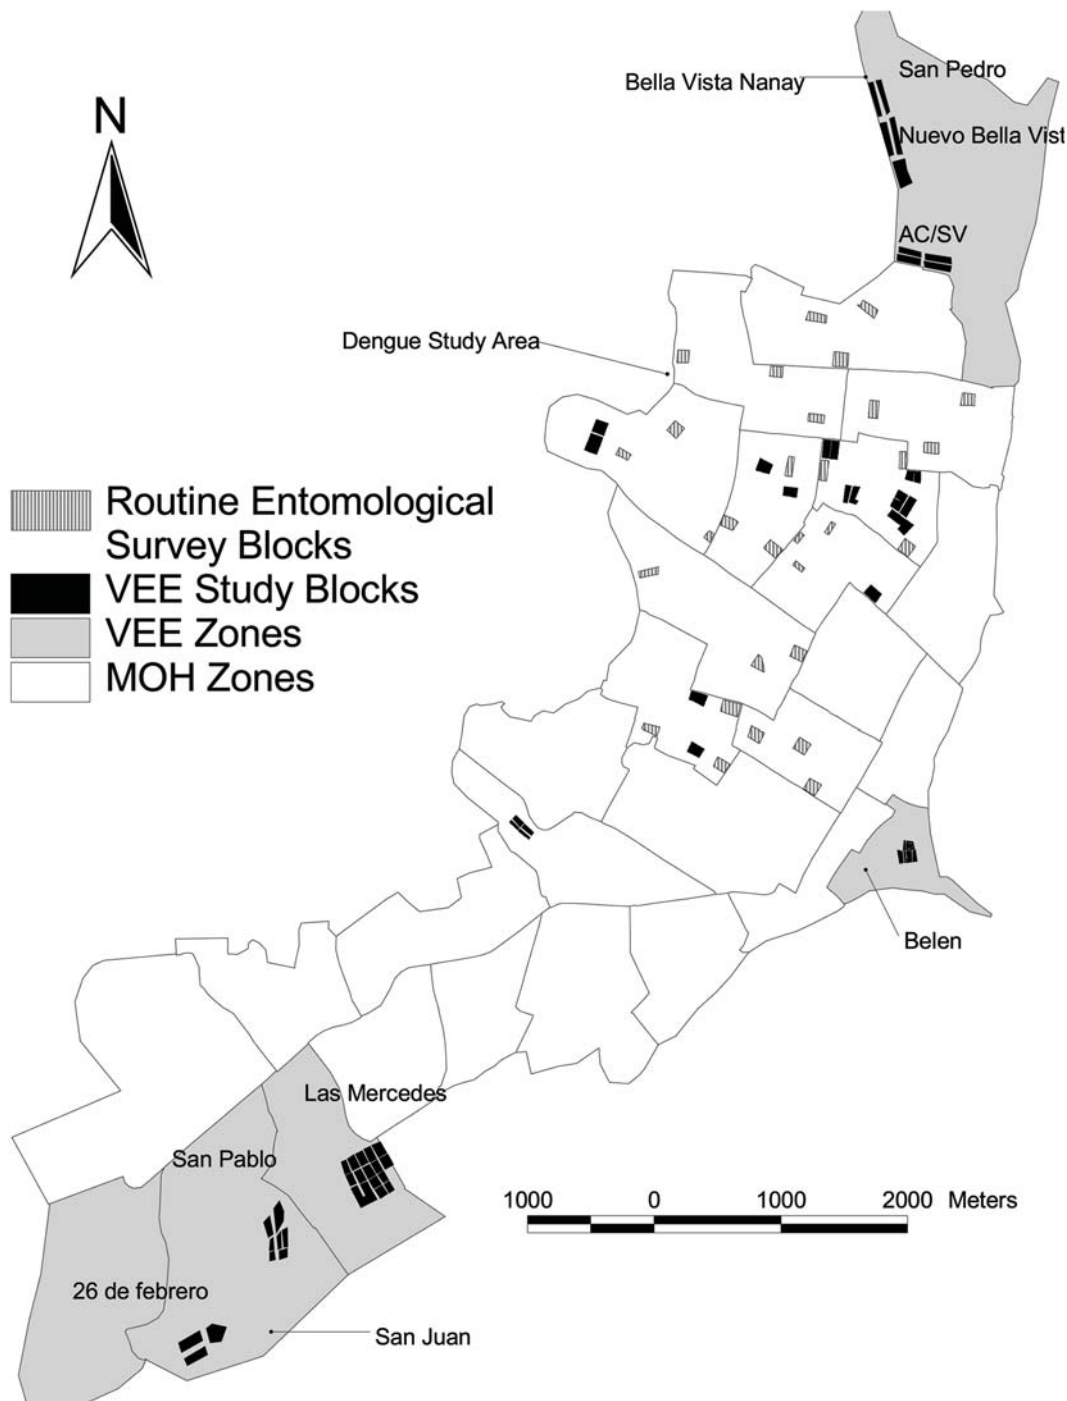 San Pedro
Bella Vista Nanay
N
Nuevo Bella Vist
AC/SV
Dengue Study Area
Routine Entomological
Survey Blocks
VEE Study Blocks
VEE Zones
MOH Zones
Belen
Las Mercedes
San Pablo
1000 0 1000 2000 Meters
26 de febrero
San Juan